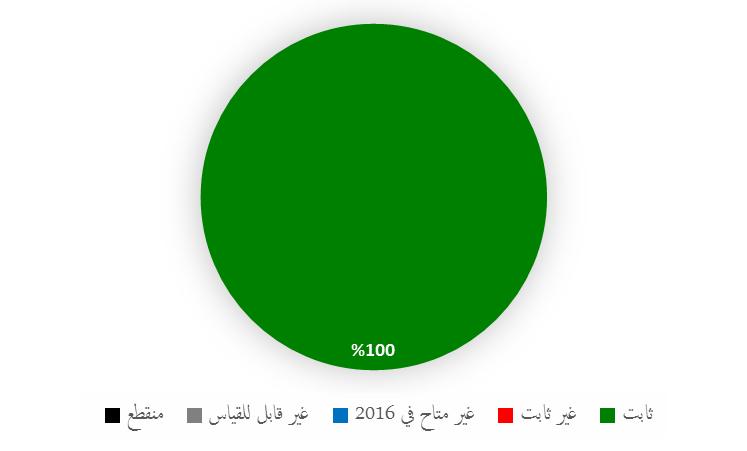 %100
ثابت غير ثابت غير متاح في 2016 غير قابل للقياس منقطع